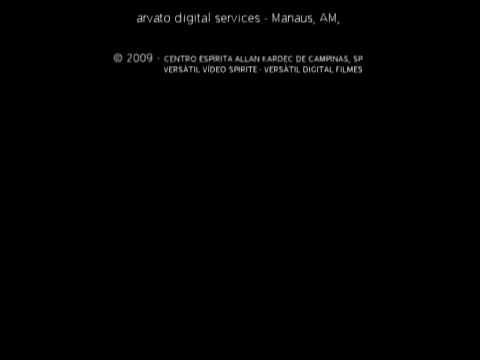 arvato digital services - Manaus, AM,
© 2009 · CENTRO ESPÍRITA ALLAN KARDEC DE CAMPINAS, SP
VERSÁTIL VÍDEO SPIRITE · VERSÁTIL DIGITAL FILMES